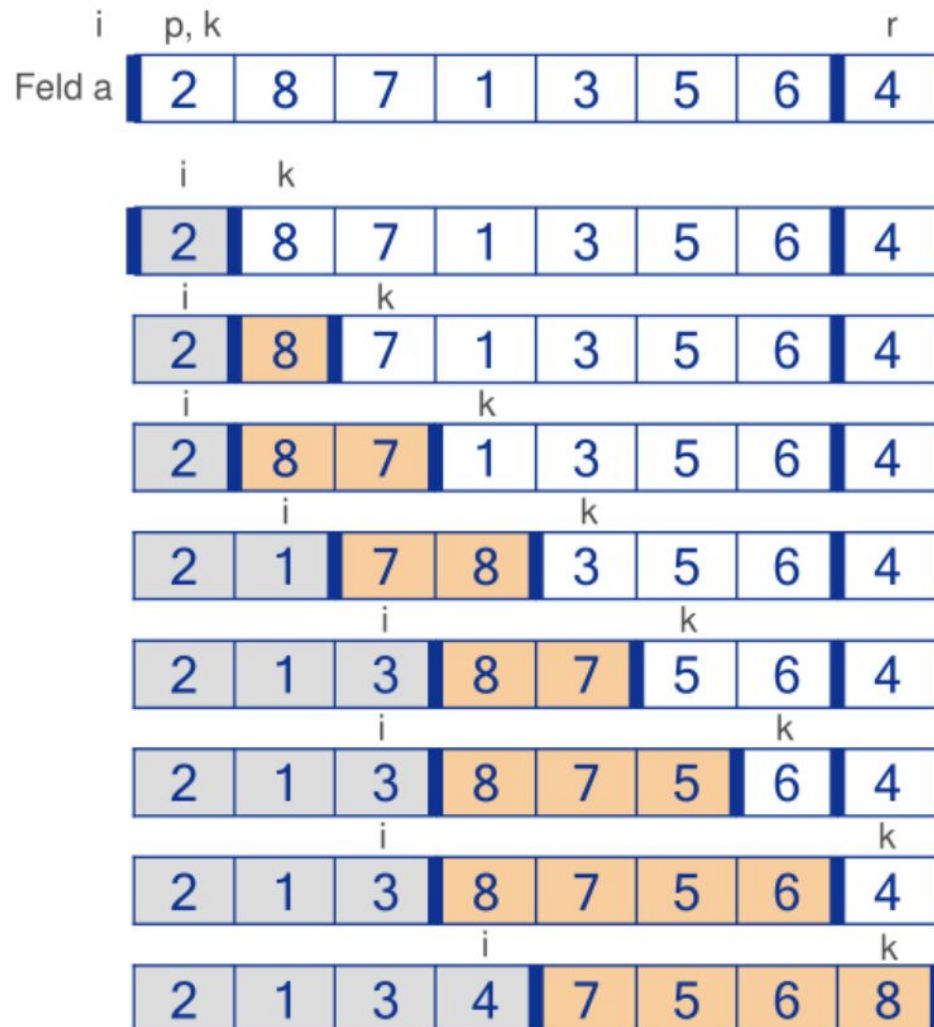 i p, k r
Feld a 2 8 7 1 3 5 6 4
i k
2 8 7 1 3 5 6 4
i k
2 8 7 1 3 5 6 4
i k
2 8 7 1 3 5 6 4
i k
2 1 7 8 3 5 6 4
i k
2 1 3 8 7 5 6 4
i k
2 1 3 8 7 5 6 4
i k
2 1 3 8 7 5 6 4
i k
2 1 3 4 7 5 6 8